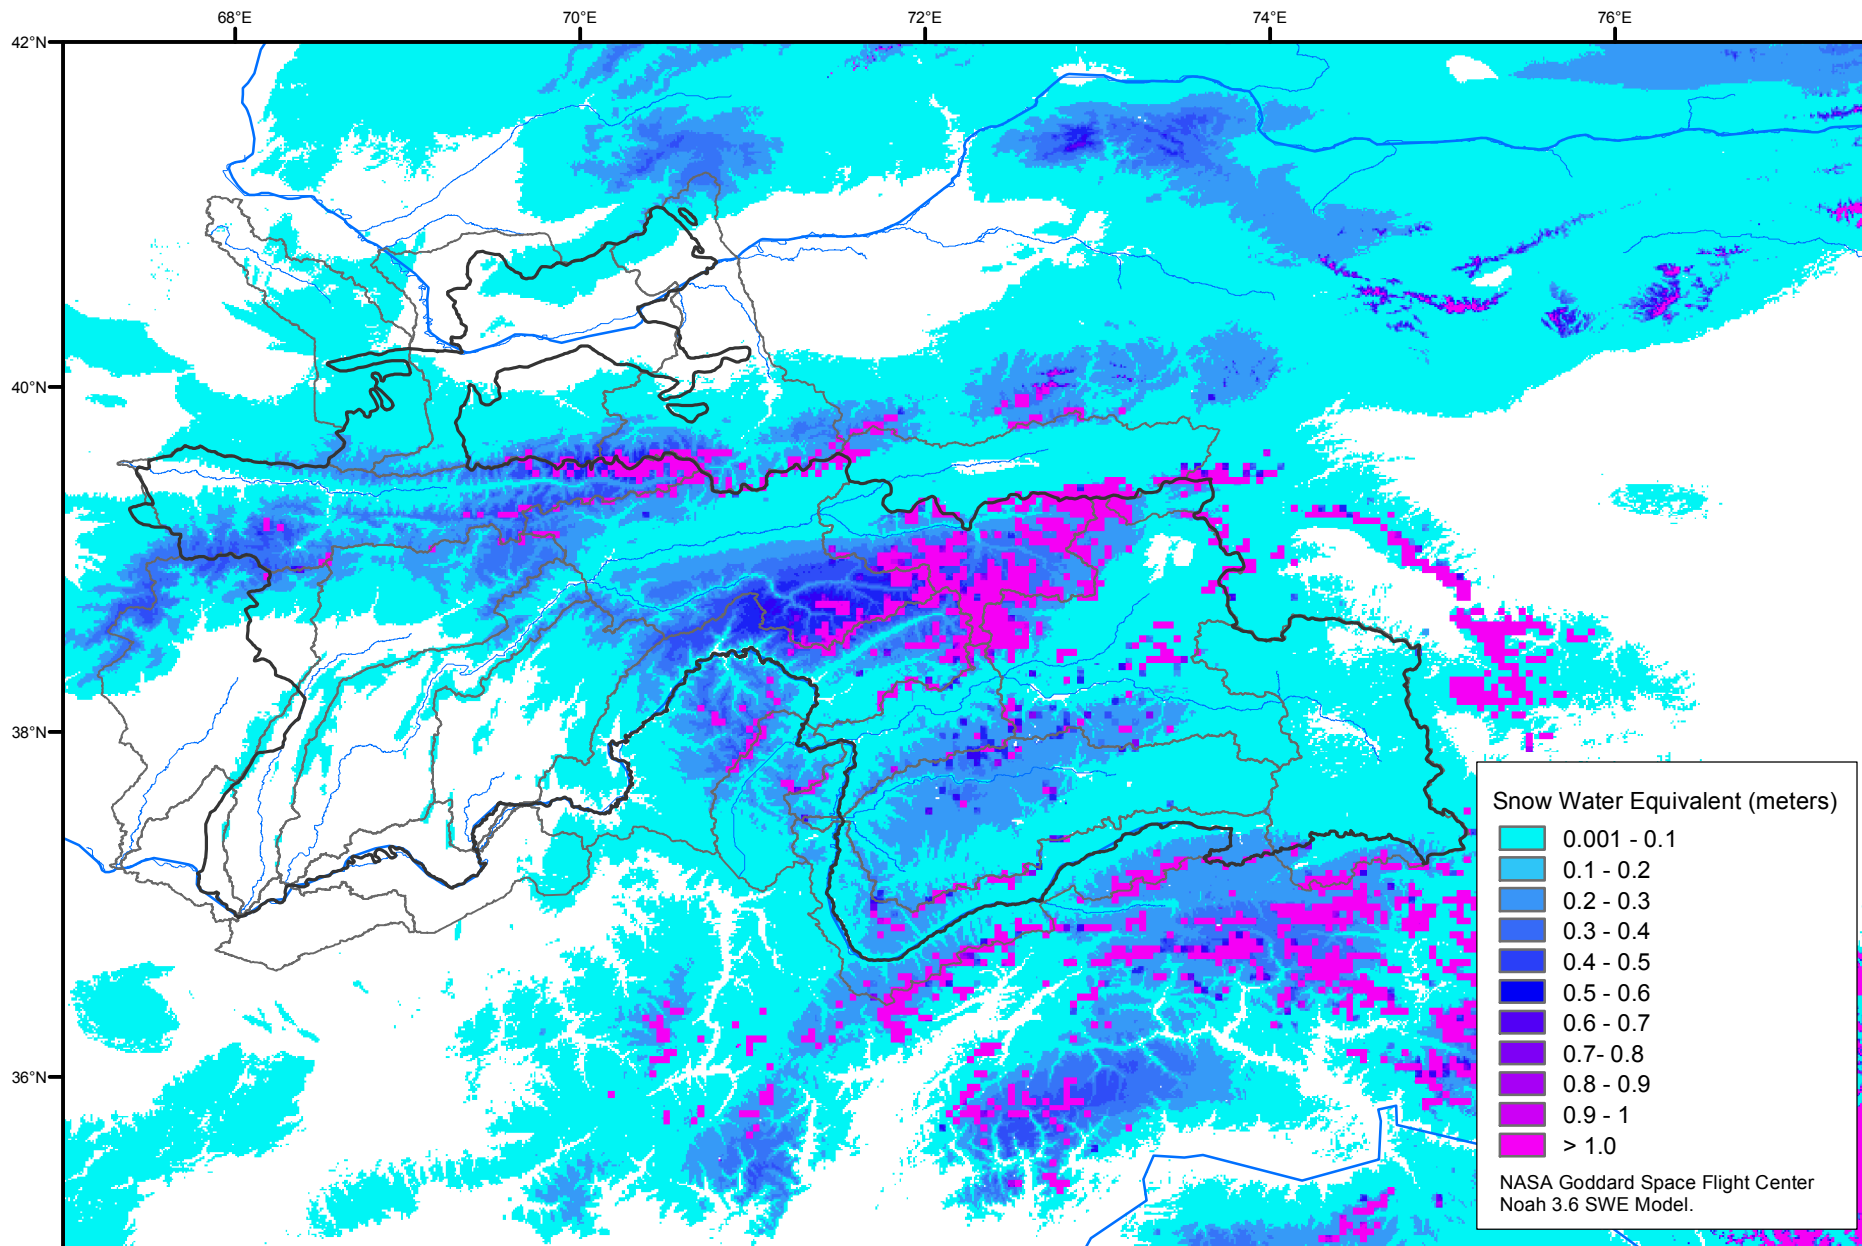 68°E 70°E 72°E 74°E 76°E
42°N
40°N
38°N
36°N
Snow Water Equivalent (meters)
0.001 - 0.1
0.1 - 0.2
0.2 - 0.3
0.3 - 0.4
0.4 - 0.5
0.5 - 0.6
0.6 - 0.7
0.7- 0.8
0.8 - 0.9
0.9 - 1
> 1.0
NASA Goddard Space Flight Center
Noah 3.6 SWE Model.